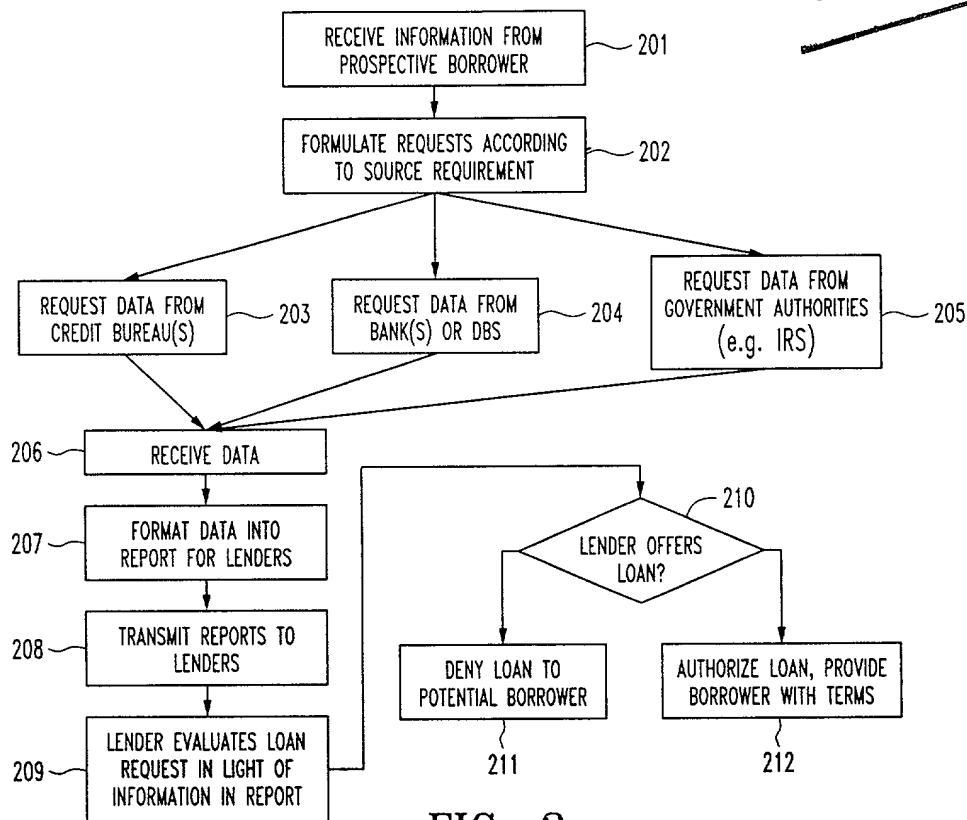 RECEIVE INFORMATION FROM
PROSPECTIVE BORROWER
201
FORMULATE REQUESTS ACCORDING
TO SOURCE REQUIREMENT
202
REQUEST DATA FROM
CREDIT BUREAU(S)
203
REQUEST DATA FROM
BANK(S) OR DBS
204
REQUEST DATA FROM
GOVERNMENT AUTHORITIES
(e.g. IRS)
205
206
RECEIVE DATA
207
FORMAT DATA INTO
REPORT FOR LENDERS
208
TRANSMIT REPORTS TO
LENDERS
209
LENDER EVALUATES LOAN
REQUEST IN LIGHT OF
INFORMATION IN REPORT
210
LENDER OFFERS
LOAN?
DENY LOAN TO
POTENTIAL BORROWER
211
AUTHORIZE LOAN, PROVIDE
BORROWER WITH TERMS
212